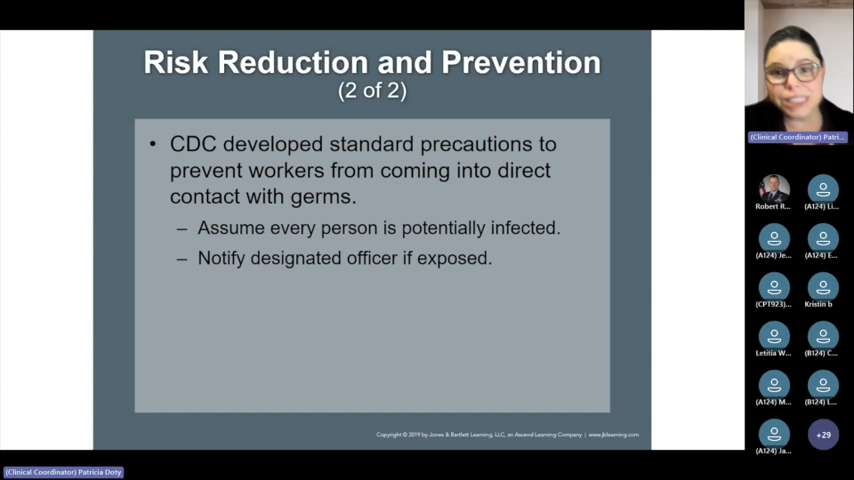 Risk Reduction and Prevention
(2 of 2)
• CDC developed standard precautions to
prevent workers from coming into direct
contact with germs.
– Assume every person is potentially infected.
– Notify designated officer if exposed.
Copyright © 2019 by Jones & Bartlett Learning, LLC, an Ascend Learning Company | www.jblearning.com
(Clinical Coordinator) Patri...
Robert R...
(A124) Li...
(A124) Je...
(A124) E...
(CPT923)...
Kristin b
Letitia W...
(B124) C...
(A124) M...
(B124) L...
(A124) Ja...
+29
(Clinical Coordinator) Patricia Doty